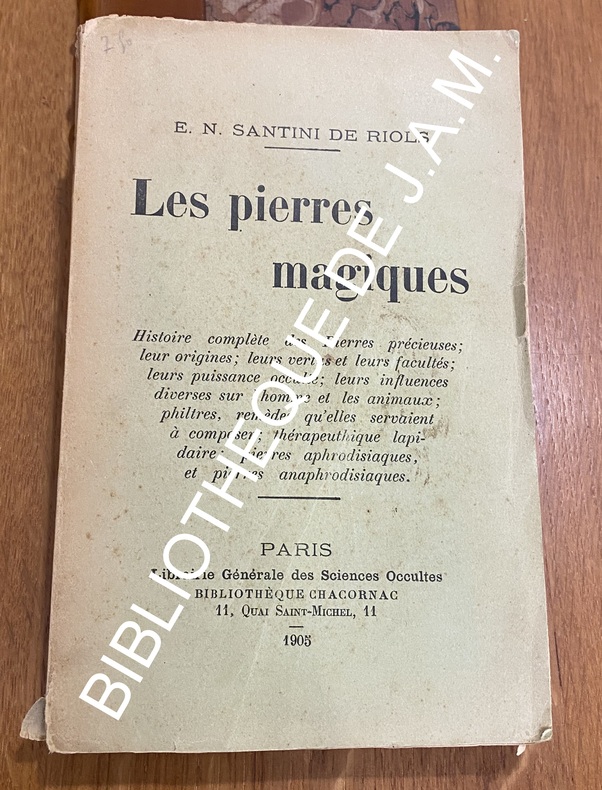 E. N. SANTINI DE RIOLS
Les pierres
magiques
Histoire complète des Pierres précieuses;
leur origines; leurs vertus et leurs facultés;
leurs puissance occulte; leurs influences
diverses sur l'homme et les animaux;
philtres, remèdes qu'elles servaient
à composer; thérapeuthique lapi-
daire; pierres aphrodisiaques,
et pierres anaphrodisiaques.
PARIS
Librairie Générale des Sciences Occultes
BIBLIOTHÈQUE CHACORNAC
11, QUAI SAINT-MICHEL, 11
1905
BIBLIOTHEQUE DE J.A.M.